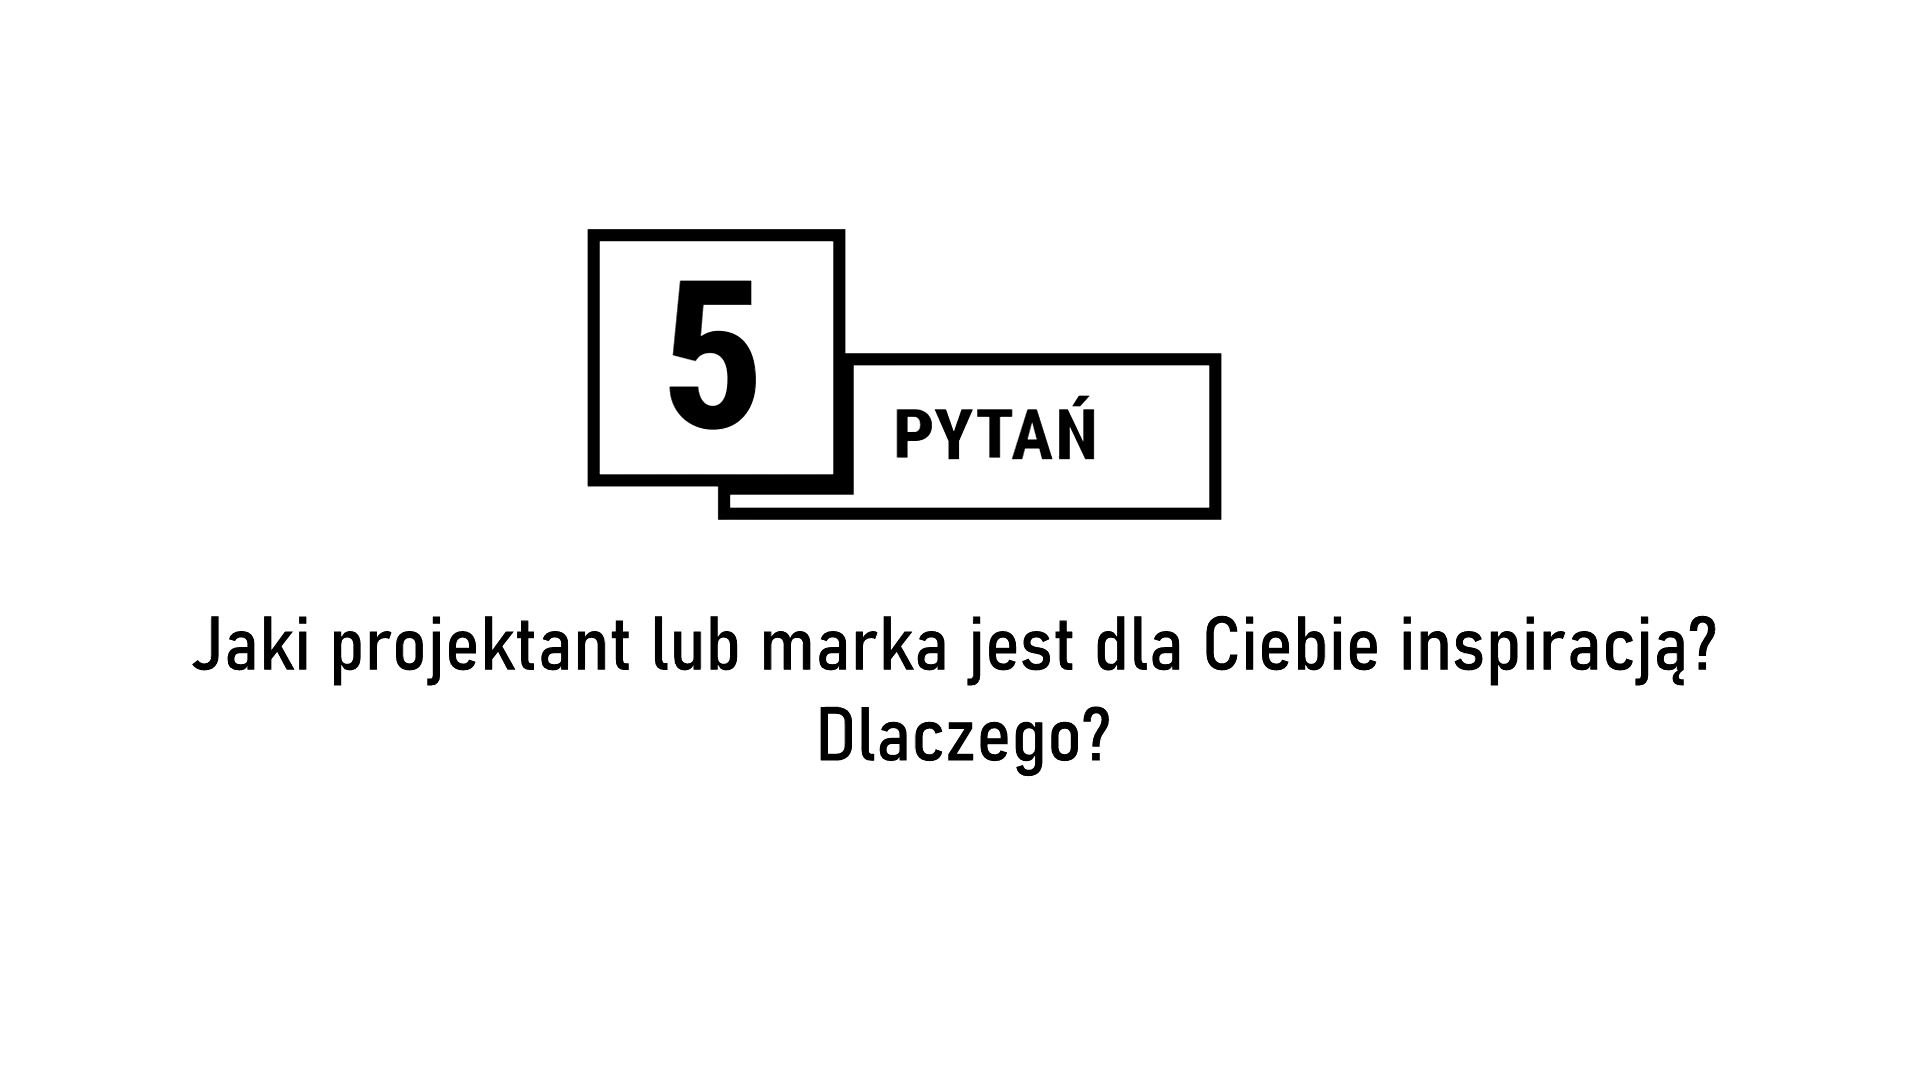 5
PYTAŃ
Jaki projektant lub marka jest dla Ciebie inspiracją?
Dlaczego?